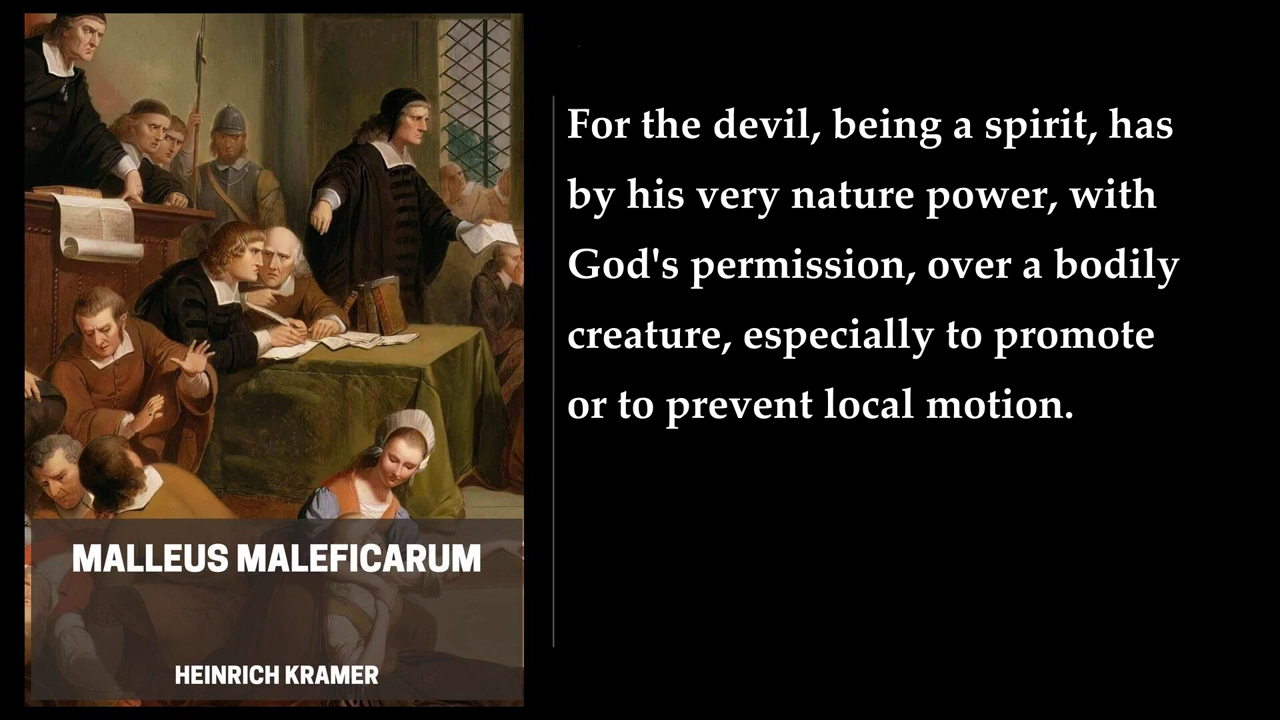 MALLEUS MALEFICARUM
HEINRICH KRAMER
For the devil, being a spirit, has
by his very nature power, with
God's permission, over a bodily
creature, especially to promote
or to prevent local motion.